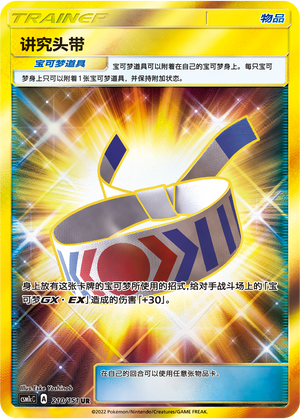 TRAINER
物品
讲究头带
宝可梦道具
宝可梦道具可以附着在自己的宝可梦身上。每只宝可
梦身上只可以附着1张宝可梦道具，并保持附加状态。
身上放有这张卡牌的宝可梦所使用的招式，给对手战斗场上的「宝
可梦GX・EX」造成的伤害「+30」。
Illus.Eske Yoshinob
在自己的回合可以使用任意张物品卡。
csm1cC A 210/151 UR
©2022 Pokémon/Nintendo/Creatures/GAME FREAK.